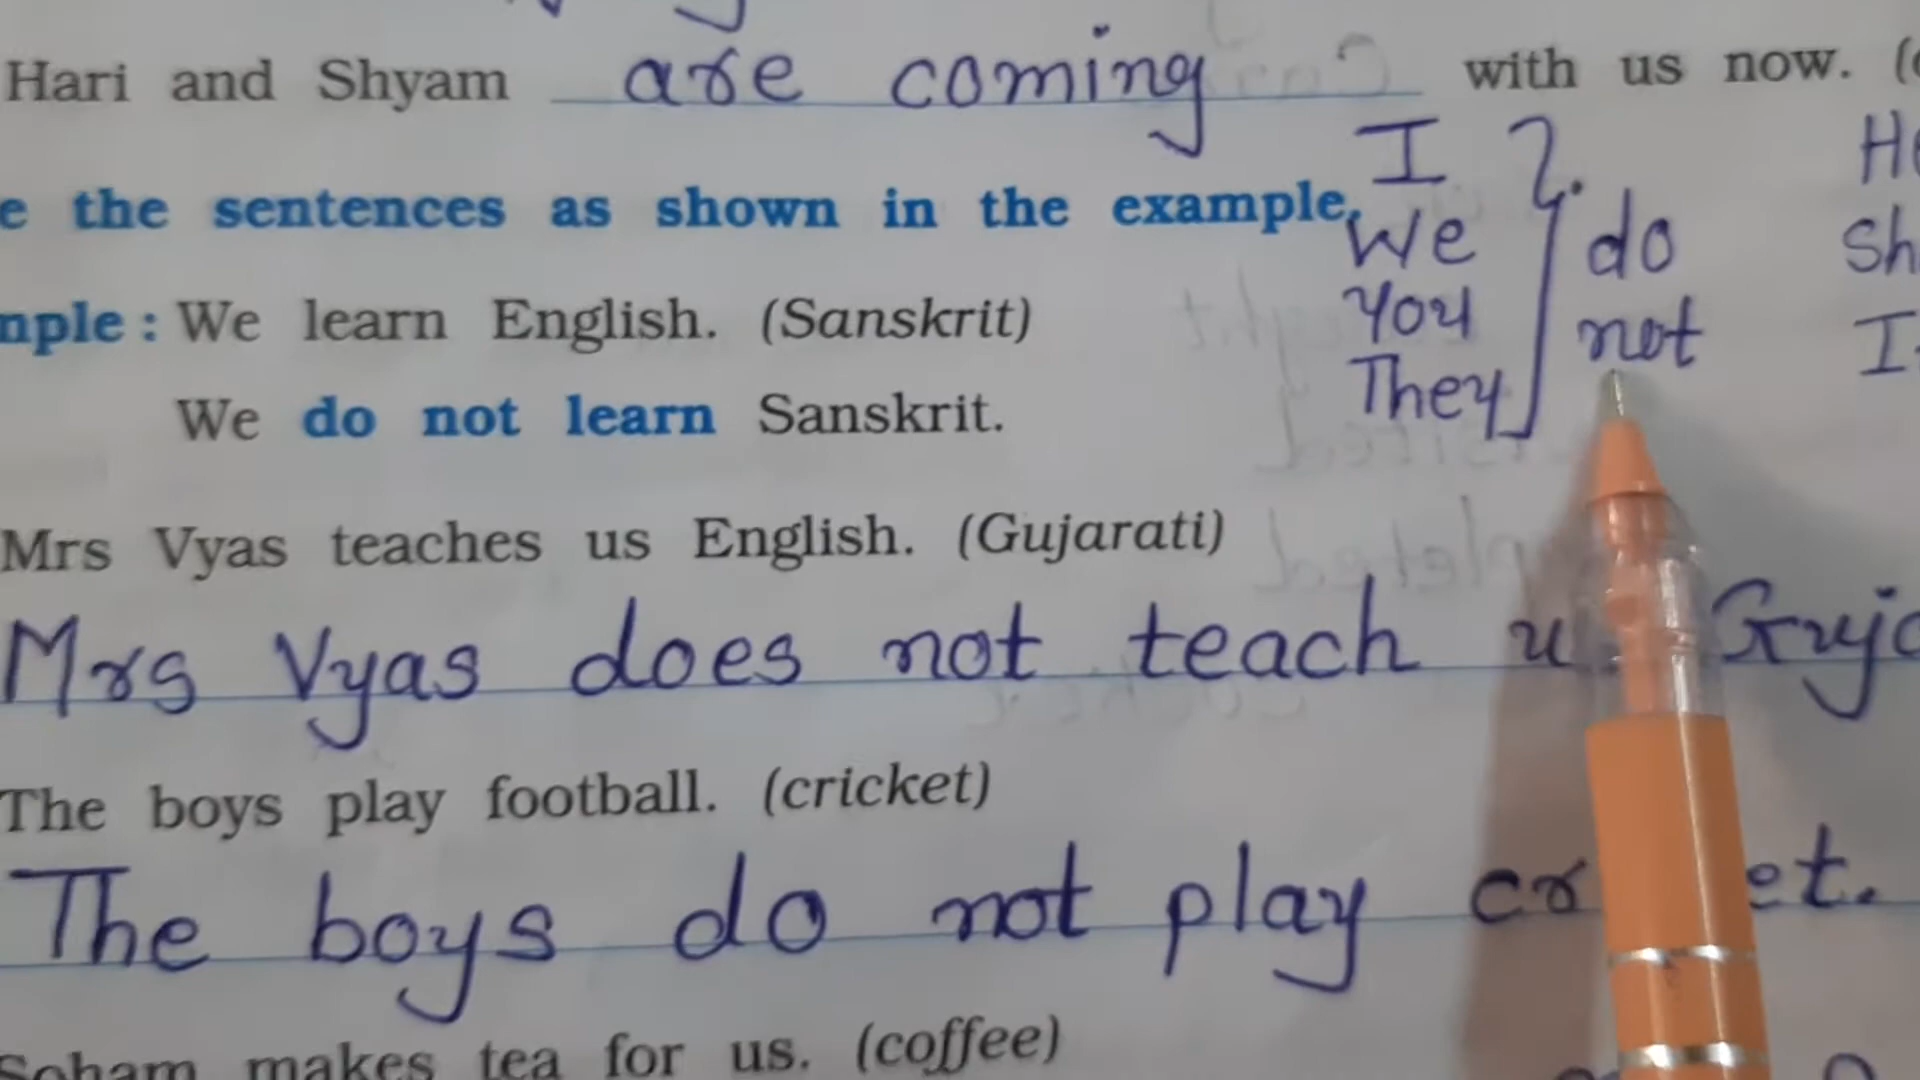 Hari and Shyam are coming with us now.
the sentences as shown in the example.
I
We
You
They
do
not
: We learn English. (Sanskrit)
We do not learn Sanskrit.
Mrs Vyas teaches us English. (Gujarati)
Mrs Vyas does not teach
The boys play football. (cricket)
The boys do not play
Soham makes tea for us. (coffee)